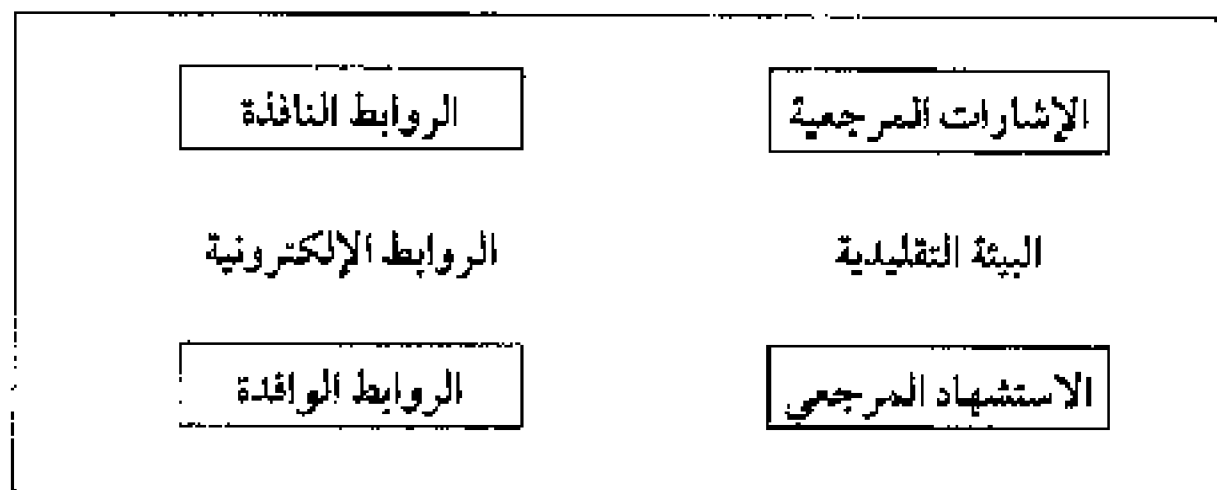 الإشارات المرجعية
الروابط النافذة
البيئة التقليدية
الروابط الإلكترونية
الاستشهاد المرجعي
الروابط الوافدة